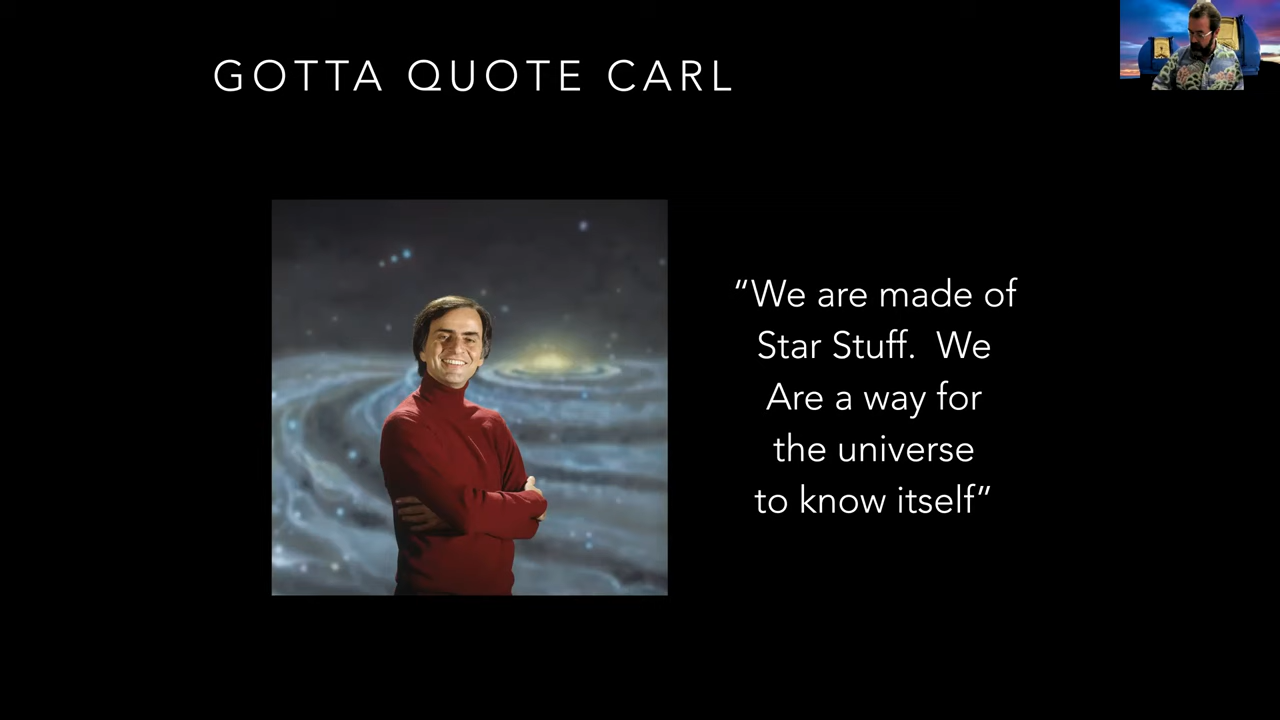 GOTTA QUOTE CARL
“We are made of
Star Stuff. We
Are a way for
the universe
to know itself”